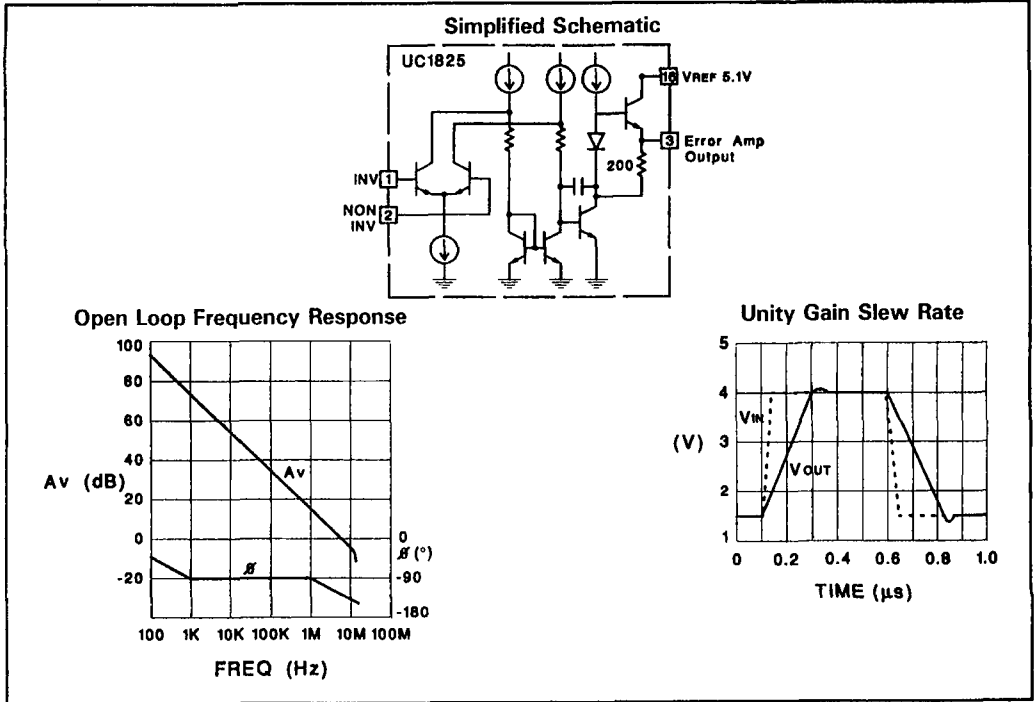 Simplified Schematic
UC1825
16 VREF 5.1V
3 Error Amp
Output
200
INV 1
NON 2
INV
Open Loop Frequency Response
100
80
60
40
20
0
-20
Av (dB)
Av
Ø
0
Ø (°)
-90
-180
100 1K 10K 100K 1M 10M 100M
FREQ (Hz)
Unity Gain Slew Rate
5
4
3
2
1
(V)
VIN
VOUT
0 0.2 0.4 0.6 0.8 1.0
TIME (µs)